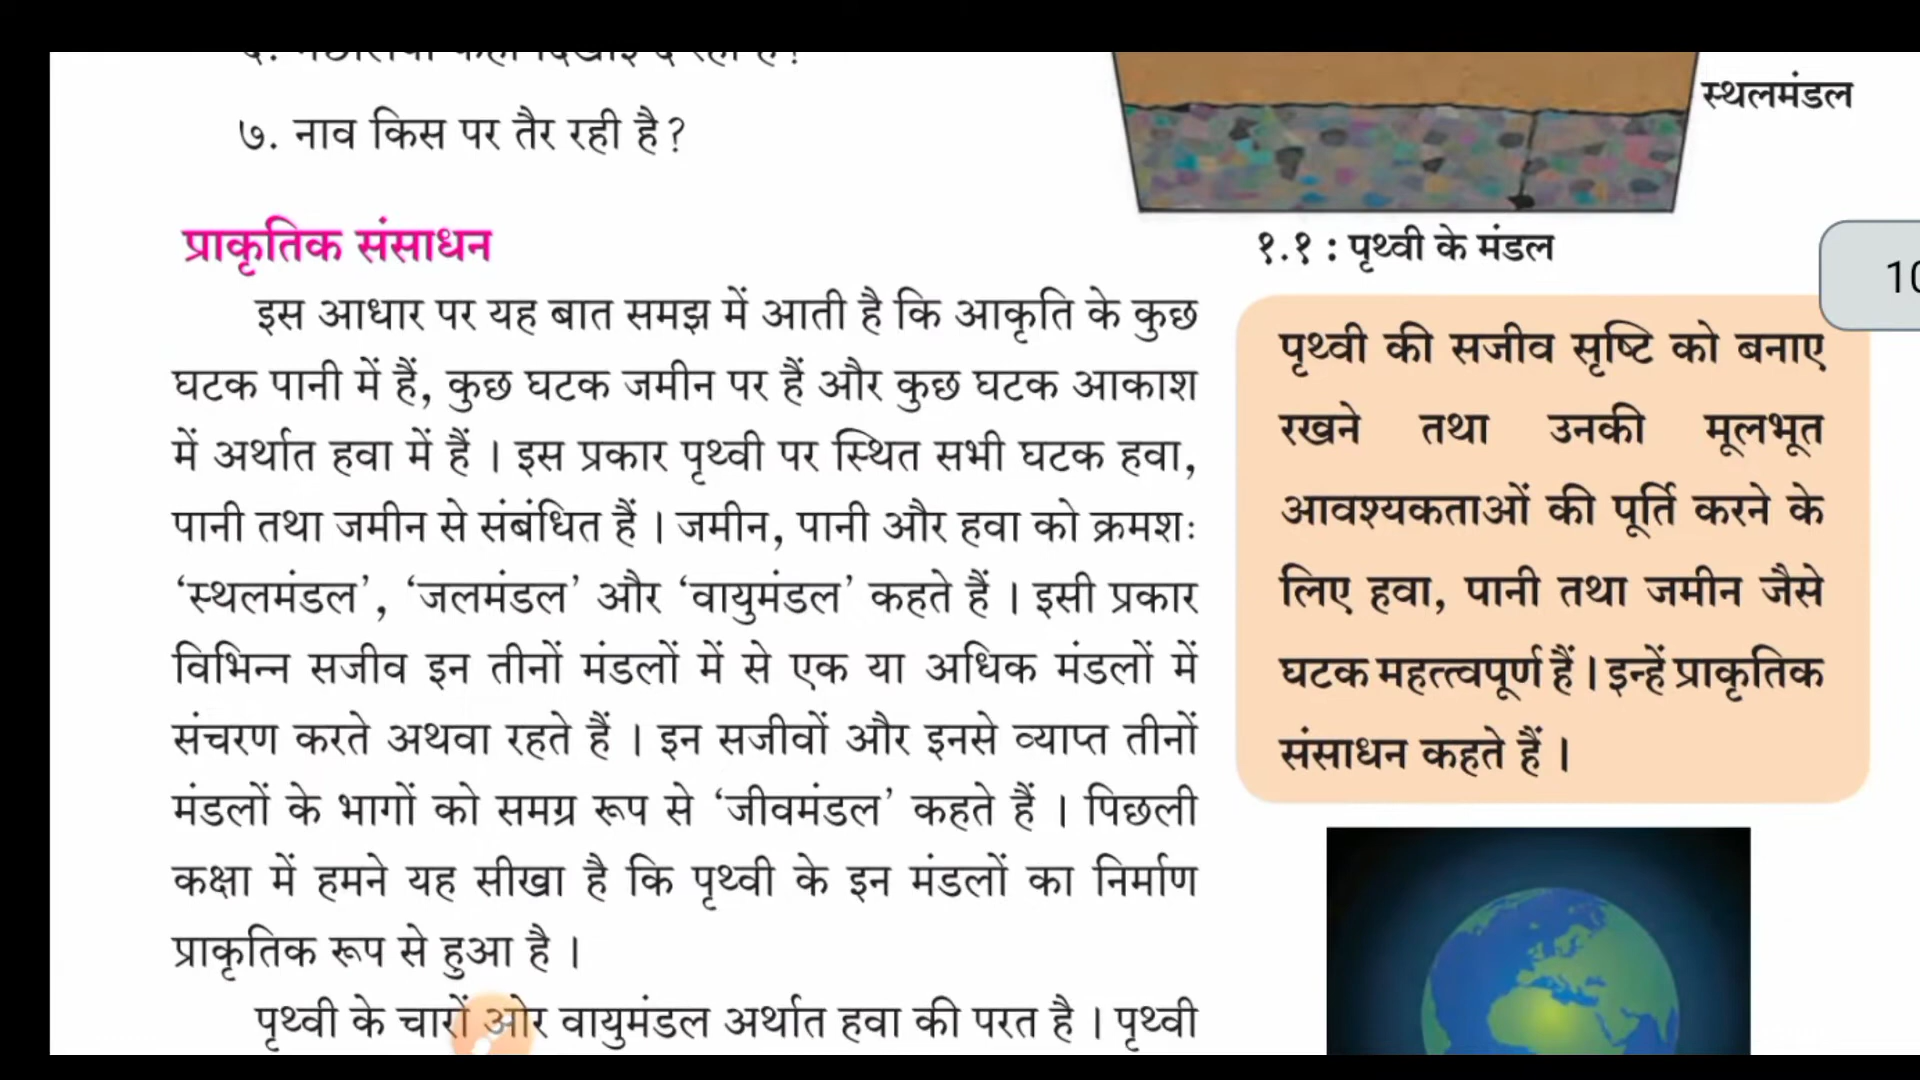 ७. नाव किस पर तैर रही है?
स्थलमंडल
१.१ : पृथ्वी के मंडल
प्राकृतिक संसाधन
इस आधार पर यह बात समझ में आती है कि आकृति के कुछ
घटक पानी में हैं, कुछ घटक जमीन पर हैं और कुछ घटक आकाश
में अर्थात हवा में हैं । इस प्रकार पृथ्वी पर स्थित सभी घटक हवा,
पानी तथा जमीन से संबंधित हैं । जमीन, पानी और हवा को क्रमशः
‘स्थलमंडल’, ‘जलमंडल’ और ‘वायुमंडल’ कहते हैं । इसी प्रकार
विभिन्न सजीव इन तीनों मंडलों में से एक या अधिक मंडलों में
संचरण करते अथवा रहते हैं । इन सजीवों और इनसे व्याप्त तीनों
मंडलों के भागों को समग्र रूप से ‘जीवमंडल’ कहते हैं । पिछली
कक्षा में हमने यह सीखा है कि पृथ्वी के इन मंडलों का निर्माण
प्राकृतिक रूप से हुआ है ।
पृथ्वी के चारों ओर वायुमंडल अर्थात हवा की परत है । पृथ्वी
पृथ्वी की सजीव सृष्टि को बनाए
रखने तथा उनकी मूलभूत
आवश्यकताओं की पूर्ति करने के
लिए हवा, पानी तथा जमीन जैसे
घटक महत्त्वपूर्ण हैं । इन्हें प्राकृतिक
संसाधन कहते हैं ।